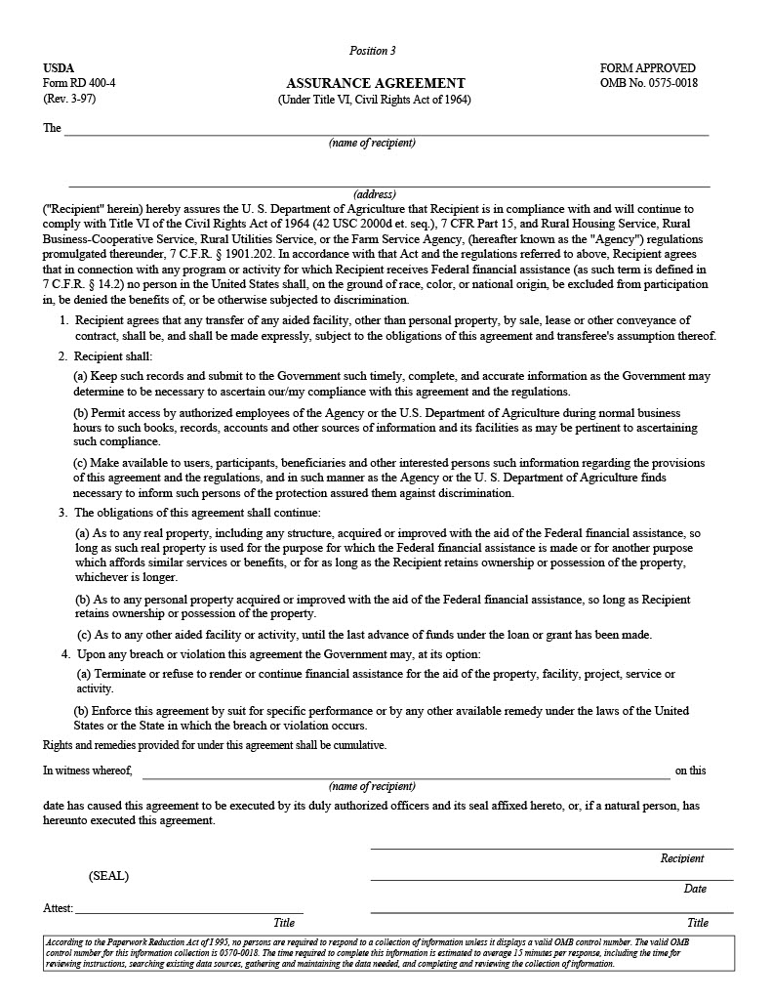 Position 3
USDA
Form RD 400-4
(Rev. 3-97)
ASSURANCE AGREEMENT
(Under Title VI, Civil Rights Act of 1964)
FORM APPROVED
OMB No. 0575-0018
The
(name of recipient)
(address)
("Recipient" herein) hereby assures the U. S. Department of Agriculture that Recipient is in compliance with and will continue to
comply with Title VI of the Civil Rights Act of 1964 (42 USC 2000d et. seq.), 7 CFR Part 15, and Rural Housing Service, Rural
Business-Cooperative Service, Rural Utilities Service, or the Farm Service Agency, (hereafter known as the "Agency") regulations
promulgated thereunder, 7 C.F.R. § 1901.202. In accordance with that Act and the regulations referred to above, Recipient agrees
that in connection with any program or activity for which Recipient receives Federal financial assistance (as such term is defined in
7 C.F.R. § 14.2) no person in the United States shall, on the ground of race, color, or national origin, be excluded from participation
in, be denied the benefits of, or be otherwise subjected to discrimination.
1. Recipient agrees that any transfer of any aided facility, other than personal property, by sale, lease or other conveyance of
contract, shall be, and shall be made expressly, subject to the obligations of this agreement and transferee's assumption thereof.
2. Recipient shall:
(a) Keep such records and submit to the Government such timely, complete, and accurate information as the Government may
determine to be necessary to ascertain our/my compliance with this agreement and the regulations.
(b) Permit access by authorized employees of the Agency or the U.S. Department of Agriculture during normal business
hours to such books, records, accounts and other sources of information and its facilities as may be pertinent to ascertaining
such compliance.
(c) Make available to users, participants, beneficiaries and other interested persons such information regarding the provisions
of this agreement and the regulations, and in such manner as the Agency or the U. S. Department of Agriculture finds
necessary to inform such persons of the protection assured them against discrimination.
3. The obligations of this agreement shall continue:
(a) As to any real property, including any structure, acquired or improved with the aid of the Federal financial assistance, so
long as such real property is used for the purpose for which the Federal financial assistance is made or for another purpose
which affords similar services or benefits, or for as long as the Recipient retains ownership or possession of the property,
whichever is longer.
(b) As to any personal property acquired or improved with the aid of the Federal financial assistance, so long as Recipient
retains ownership or possession of the property.
(c) As to any other aided facility or activity, until the last advance of funds under the loan or grant has been made.
4. Upon any breach or violation this agreement the Government may, at its option:
(a) Terminate or refuse to render or continue financial assistance for the aid of the property, facility, project, service or
activity.
(b) Enforce this agreement by suit for specific performance or by any other available remedy under the laws of the United
States or the State in which the breach or violation occurs.
Rights and remedies provided for under this agreement shall be cumulative.
In witness whereof, on this
(name of recipient)
date has caused this agreement to be executed by its duly authorized officers and its seal affixed hereto, or, if a natural person, has
hereunto executed this agreement.
Recipient
(SEAL)
Date
Attest:
Title Title
According to the Paperwork Reduction Act of 1995, no persons are required to respond to a collection of information unless it displays a valid OMB control number. The valid OMB
control number for this information collection is 0570-0018. The time required to complete this information is estimated to average 15 minutes per response, including the time for
reviewing instructions, searching existing data sources, gathering and maintaining the data needed, and completing and reviewing the collection of information.